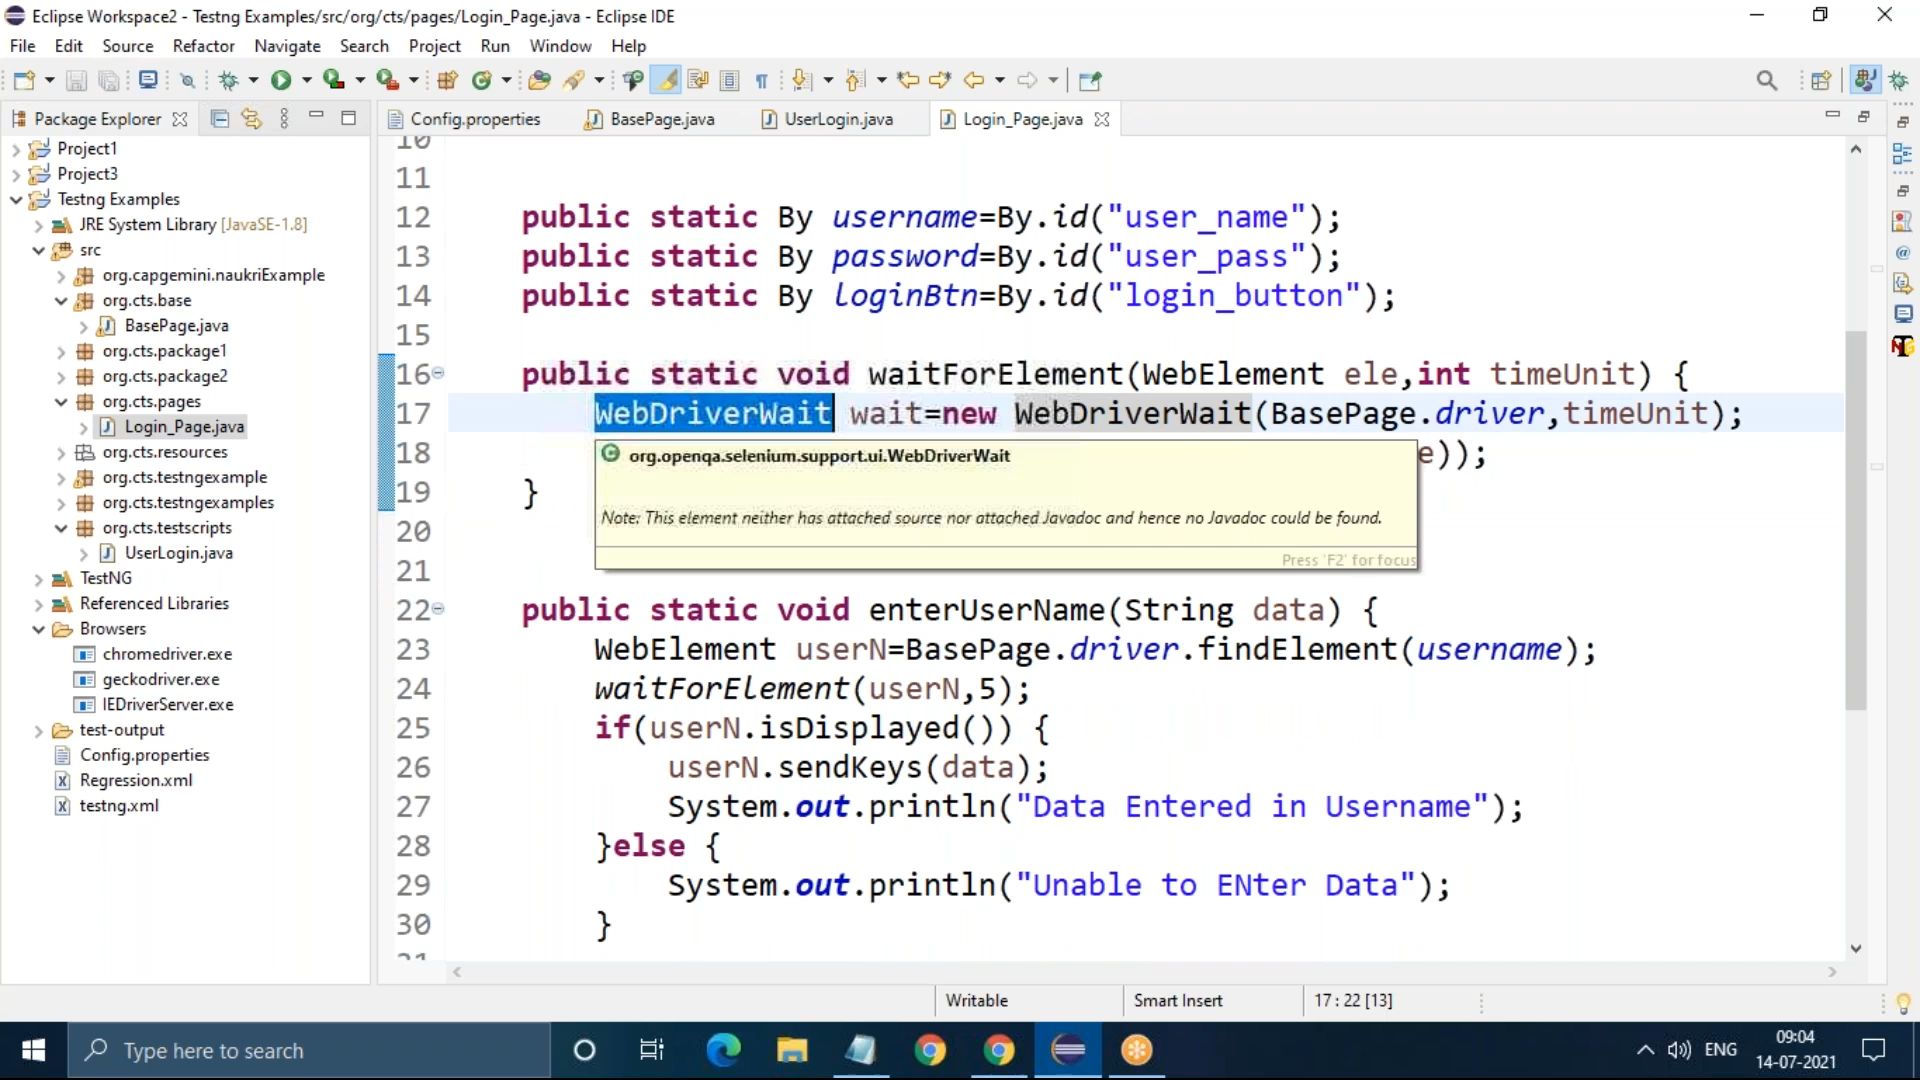 Eclipse Workspace2 - Testng Examples/src/org/cts/pages/Login_Page.java - Eclipse IDE
File Edit Source Refactor Navigate Search Project Run Window Help
Package Explorer
Config.properties BasePage.java UserLogin.java Login_Page.java
Project1
Project3
Testng Examples
JRE System Library [JavaSE-1.8]
src
org.capgemini.naukriExample
org.cts.base
BasePage.java
org.cts.package1
org.cts.package2
org.cts.pages
Login_Page.java
org.cts.resources
org.cts.testngexample
org.cts.testngexamples
org.cts.testscripts
UserLogin.java
TestNG
Referenced Libraries
Browsers
chromedriver.exe
geckodriver.exe
IEDriverServer.exe
test-output
Config.properties
Regression.xml
testng.xml
10
11
12 public static By username=By.id("user_name");
13 public static By password=By.id("user_pass");
14 public static By loginBtn=By.id("login_button");
15
16 public static void waitForElement(WebElement ele,int timeUnit) {
17 WebDriverWait wait=new WebDriverWait(BasePage.driver,timeUnit);
18 e));
org.openqa.selenium.support.ui.WebDriverWait
Note: This element neither has attached source nor attached Javadoc and hence no Javadoc could be found.
Press 'F2' for focus
19 }
20
21
22 public static void enterUserName(String data) {
23 WebElement userN=BasePage.driver.findElement(username);
24 waitForElement(userN,5);
25 if(userN.isDisplayed()) {
26 userN.sendKeys(data);
27 System.out.println("Data Entered in Username");
28 }else {
29 System.out.println("Unable to ENter Data");
30 }
Writable Smart Insert 17 : 22 [13]
Type here to search
ENG
09:04
14-07-2021